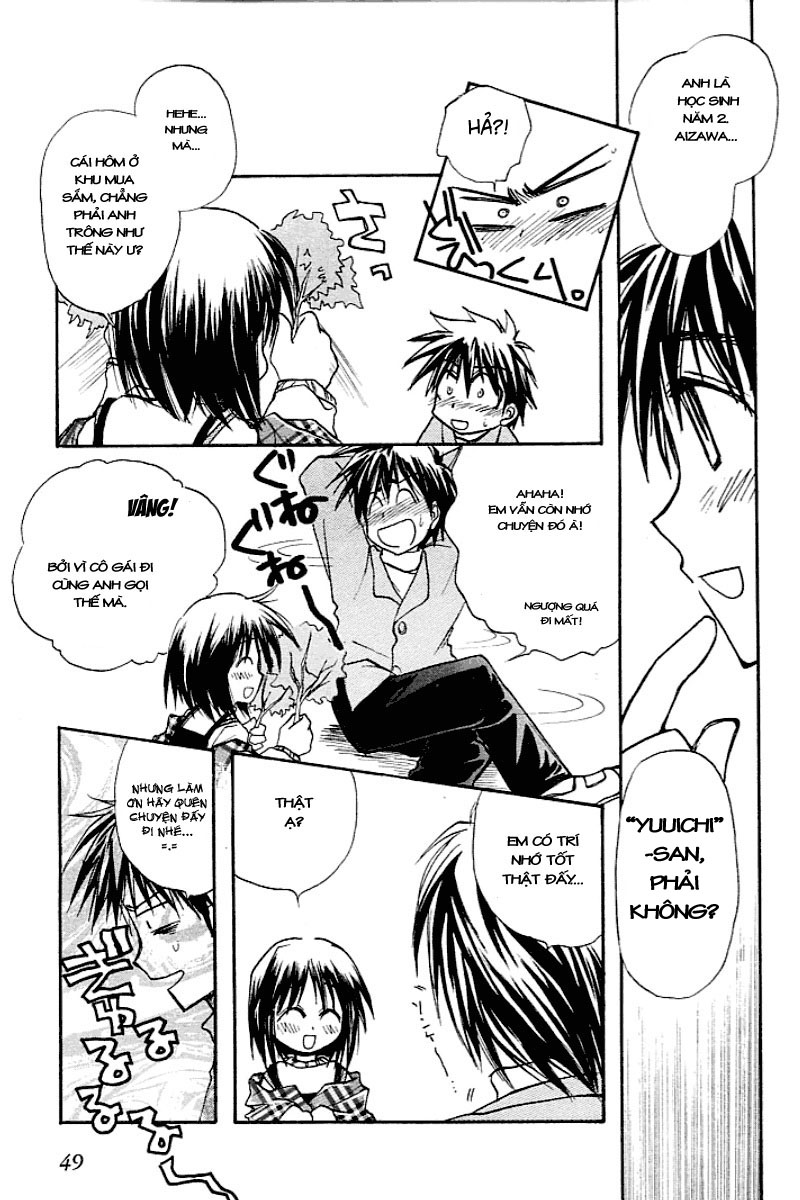 ANH LÀ
HỌC SINH
NĂM 2.
AIZAWA...
"YUUICHI"
-SAN,
PHẢI
KHÔNG?
HẢ?!
HEHE...
NHƯNG
MÀ...
CÁI HÔM Ở
KHU MUA
SẮM, CHẲNG
PHẢI ANH
TRÔNG NHƯ
THẾ NÀY Ư?
AHAHA!
EM VẪN CÒN NHỚ
CHUYỆN ĐÓ À!
NGƯỢNG QUÁ
ĐI MẤT!
VÂNG!
BỞI VÌ CÔ GÁI ĐI
CÙNG ANH GỌI
THẾ MÀ.
EM CÓ TRÍ
NHỚ TỐT
THẬT ĐẤY...
THẬT
Ạ?
NHƯNG LÀM
ƠN HÃY QUÊN
CHUYỆN ĐẤY
ĐI NHÉ...
=.=
49